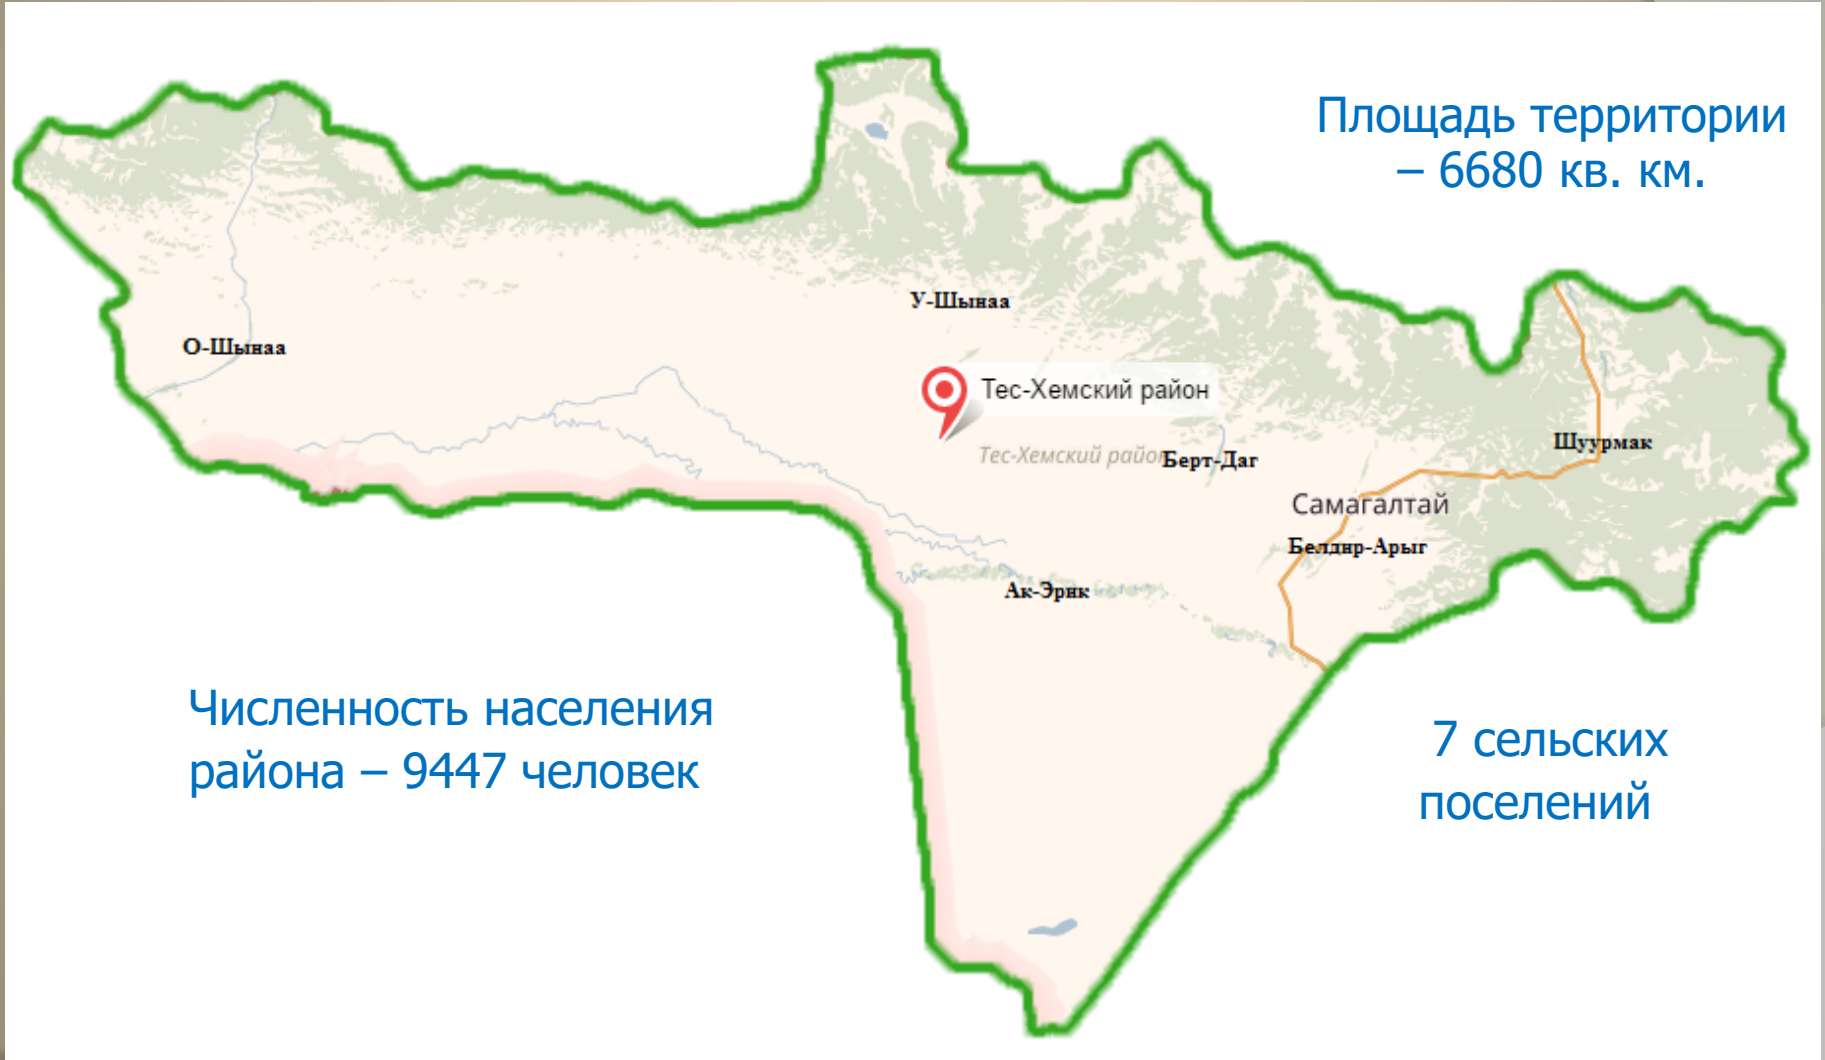 Площадь территории
– 6680 кв. км.
У-Шынаа
О-Шынаа
Тес-Хемский район
Тес-Хемский район
Берт-Даг
Шуурмак
Самагалтай
Белдир-Арыг
Ак-Эрик
Численность населения
района – 9447 человек
7 сельских
поселений